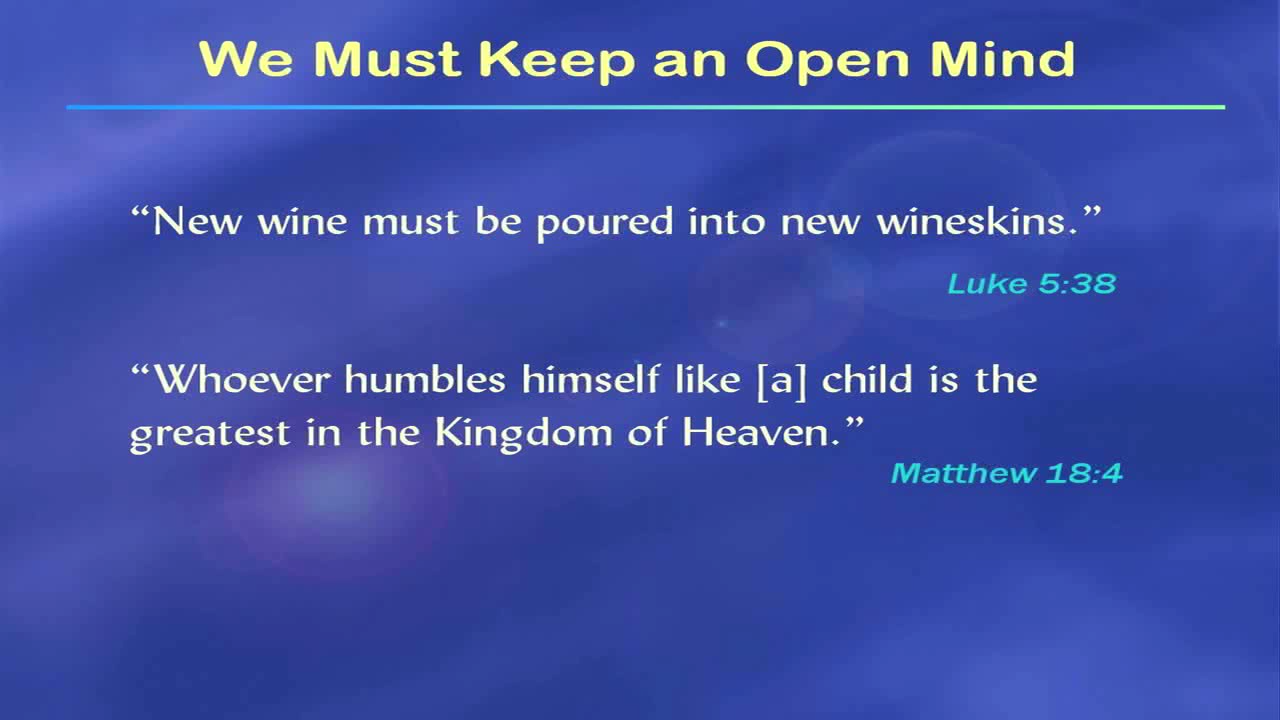 We Must Keep an Open Mind
“New wine must be poured into new wineskins.”
Luke 5:38
“Whoever humbles himself like [a] child is the
greatest in the Kingdom of Heaven.”
Matthew 18:4